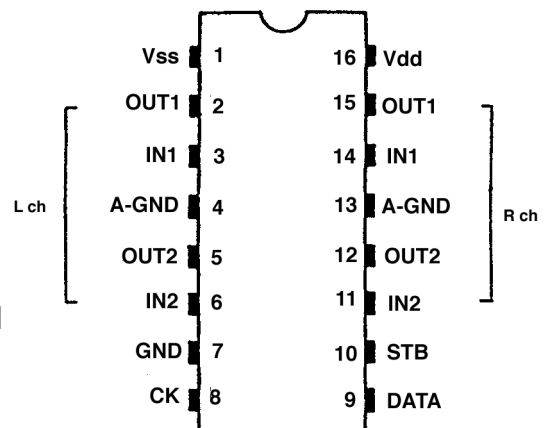 Vss 1 16 Vdd
OUT1 2 15 OUT1
IN1 3 14 IN1
L ch A-GND 4 13 A-GND R ch
OUT2 5 12 OUT2
IN2 6 11 IN2
GND 7 10 STB
CK 8 9 DATA